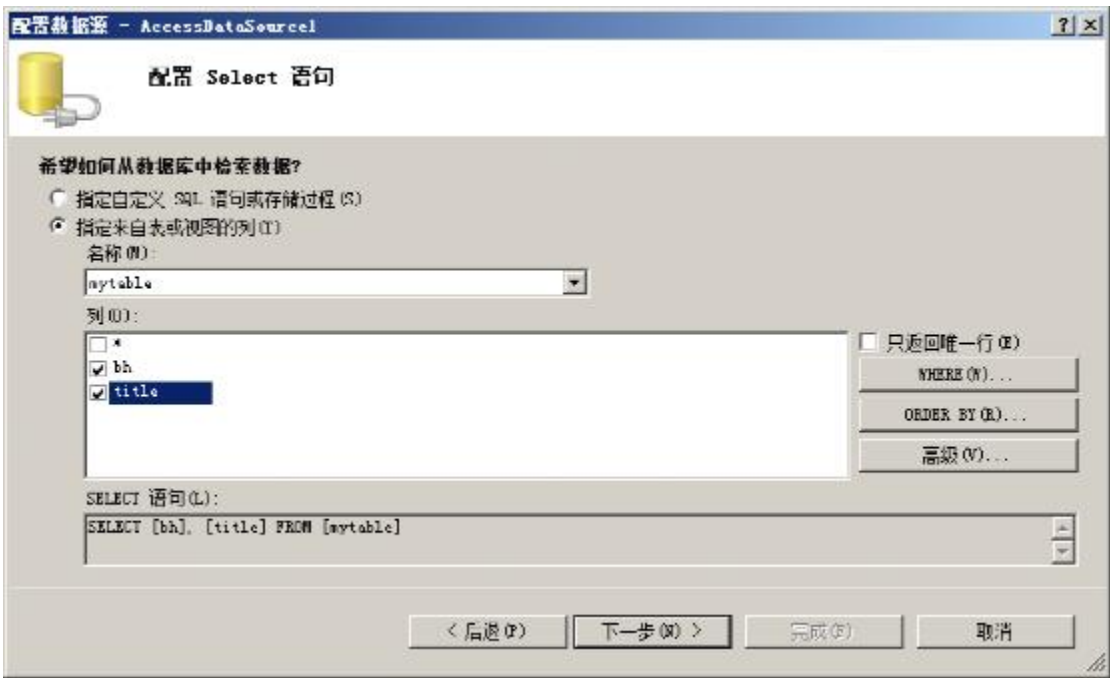 配置数据源 - AccessDataSource1
配置 Select 语句
希望如何从数据库中检索数据?
指定自定义 SQL 语句或存储过程(S)
指定来自表或视图的列(T)
名称(M):
mytable
列(U):
*
只返回唯一行(E)
bh
WHERE(W)...
title
ORDER BY(R)...
高级(V)...
SELECT 语句(L):
SELECT [bh], [title] FROM [mytable]
< 后退(P)
下一步(N) >
完成(F)
取消